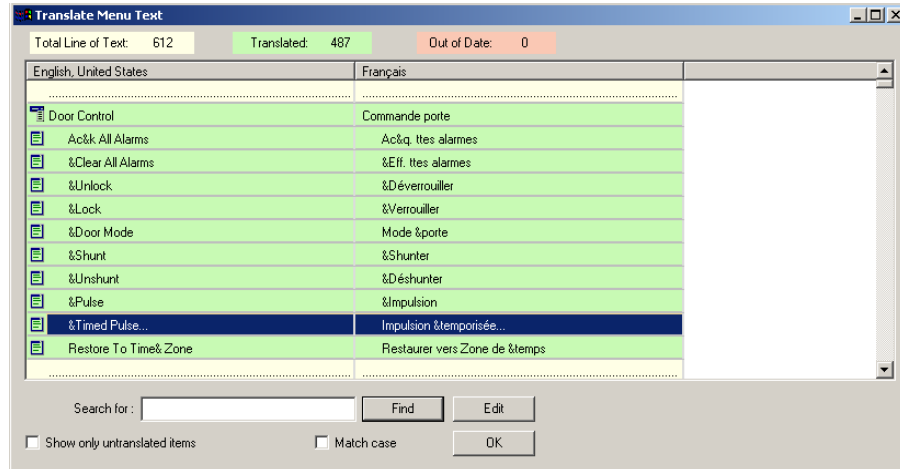 Translate Menu Text
Total Line of Text: 612 Translated: 487 Out of Date: 0
English, United States Français
Door Control Commande porte
Ac&k All Alarms Ac&q. ttes alarmes
&Clear All Alarms &Eff. ttes alarmes
&Unlock &Déverrouiller
&Lock &Verrouiller
&Door Mode Mode &porte
&Shunt &Shunter
&Unshunt &Déshunter
&Pulse &Impulsion
&Timed Pulse... Impulsion &temporisée...
Restore To Time& Zone Restaurer vers Zone de &temps
Search for : Find Edit
Show only untranslated items Match case OK